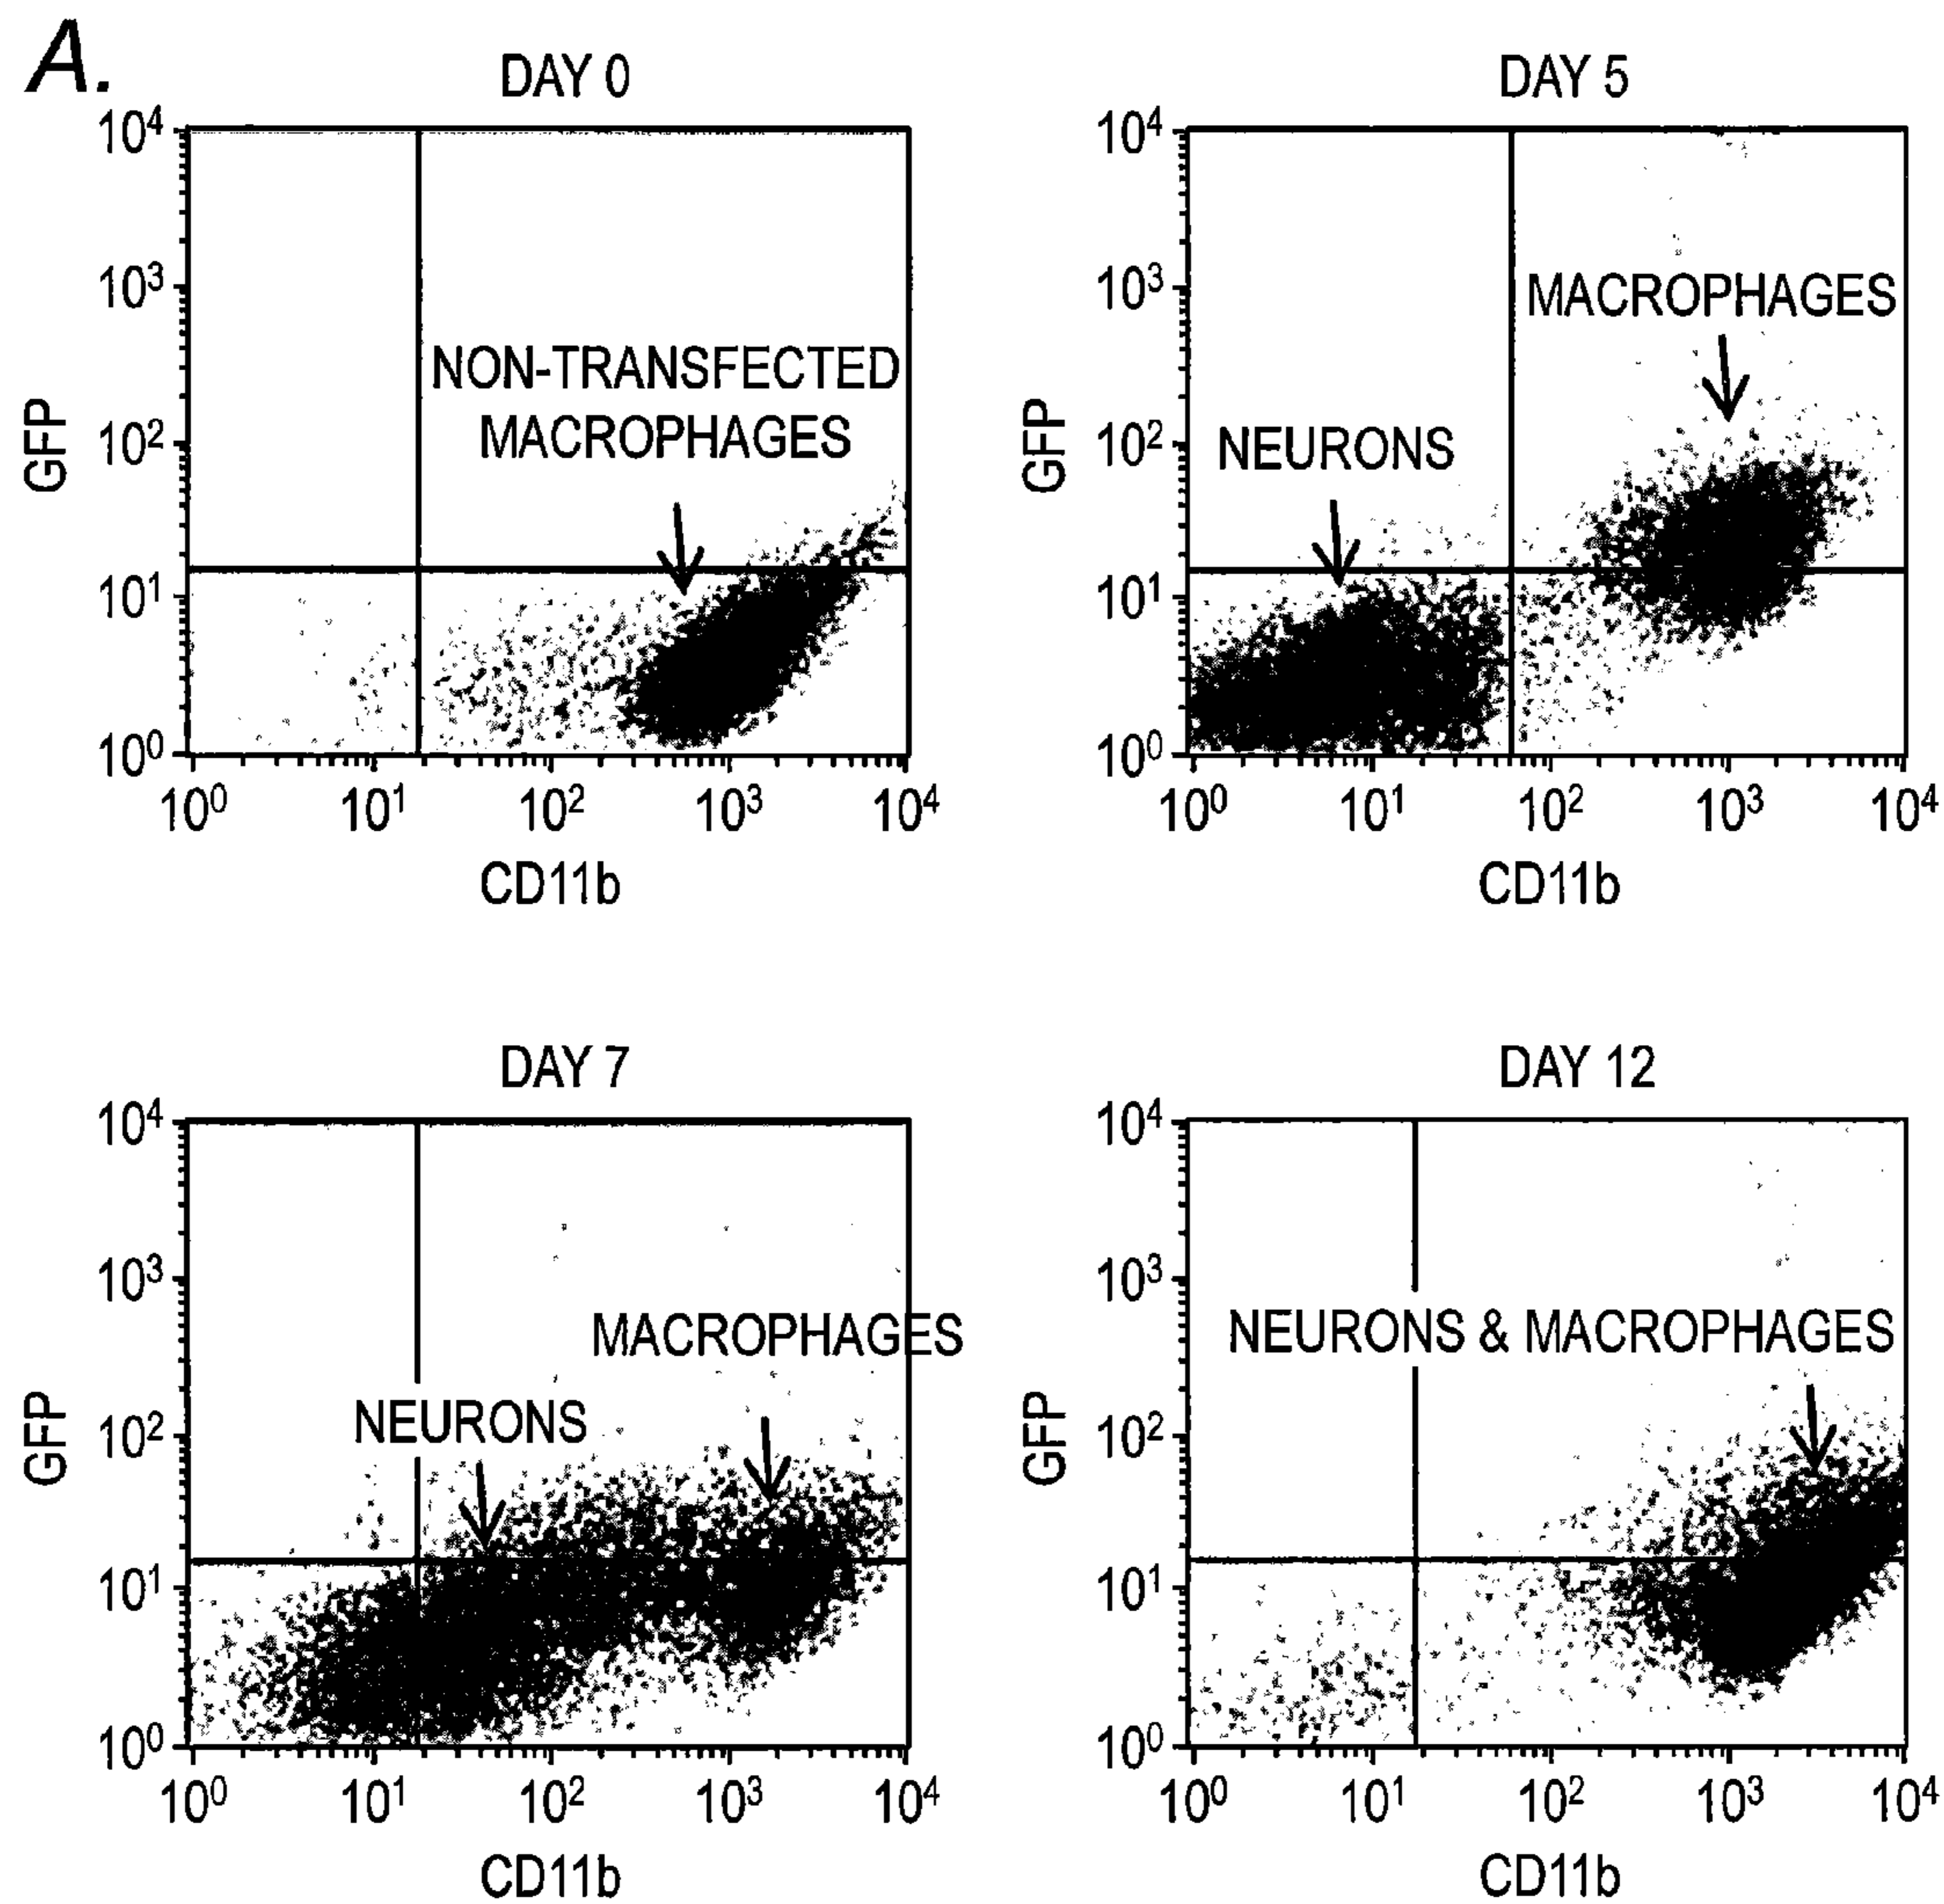 A.
DAY 0
10⁴
10³
10²
10¹
10⁰
GFP
NON-TRANSFECTED
MACROPHAGES
10⁰ 10¹ 10² 10³ 10⁴
CD11b
DAY 5
10⁴
10³
10²
10¹
10⁰
GFP
MACROPHAGES
NEURONS
10⁰ 10¹ 10² 10³ 10⁴
CD11b
DAY 7
10⁴
10³
10²
10¹
10⁰
GFP
MACROPHAGES
NEURONS
10⁰ 10¹ 10² 10³ 10⁴
CD11b
DAY 12
10⁴
10³
10²
10¹
10⁰
GFP
NEURONS & MACROPHAGES
10⁰ 10¹ 10² 10³ 10⁴
CD11b